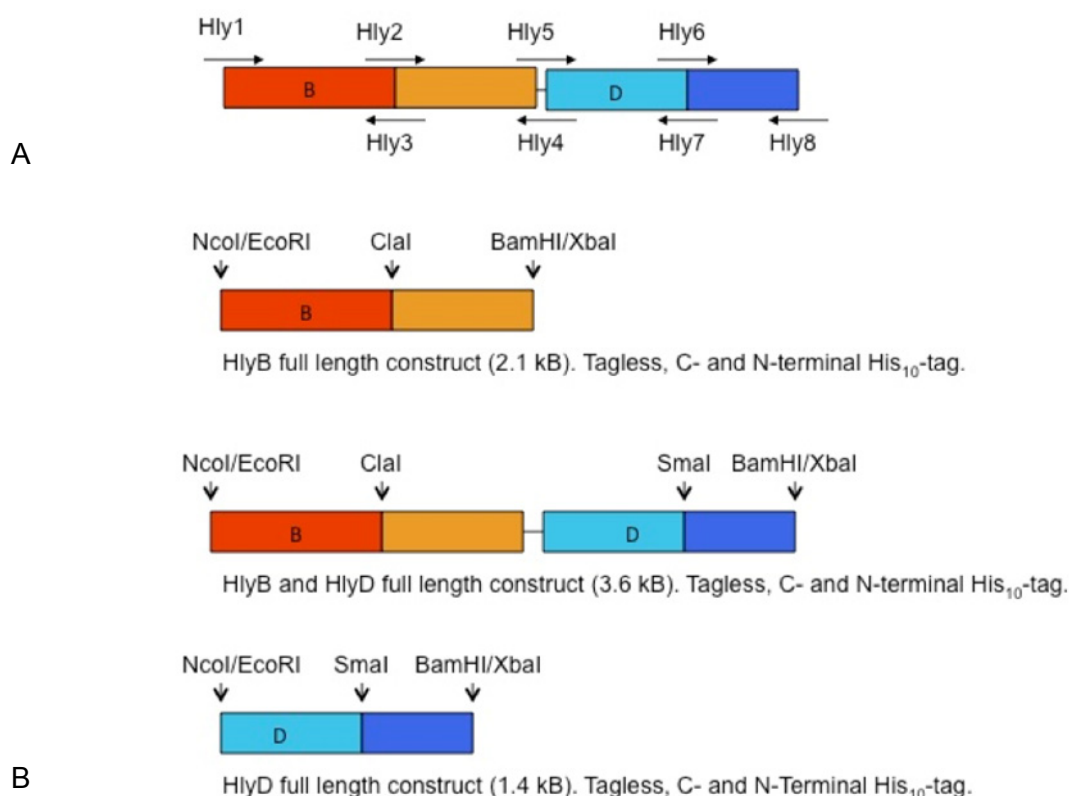 Hly1 Hly2 Hly5 Hly6
B D
Hly3 Hly4 Hly7 Hly8
A
NcoI/EcoRI ClaI BamHI/XbaI
B
HlyB full length construct (2.1 kB). Tagless, C- and N-terminal His10-tag.
NcoI/EcoRI ClaI SmaI BamHI/XbaI
B D
HlyB and HlyD full length construct (3.6 kB). Tagless, C- and N-terminal His10-tag.
NcoI/EcoRI SmaI BamHI/XbaI
D
B
HlyD full length construct (1.4 kB). Tagless, C- and N-Terminal His10-tag.